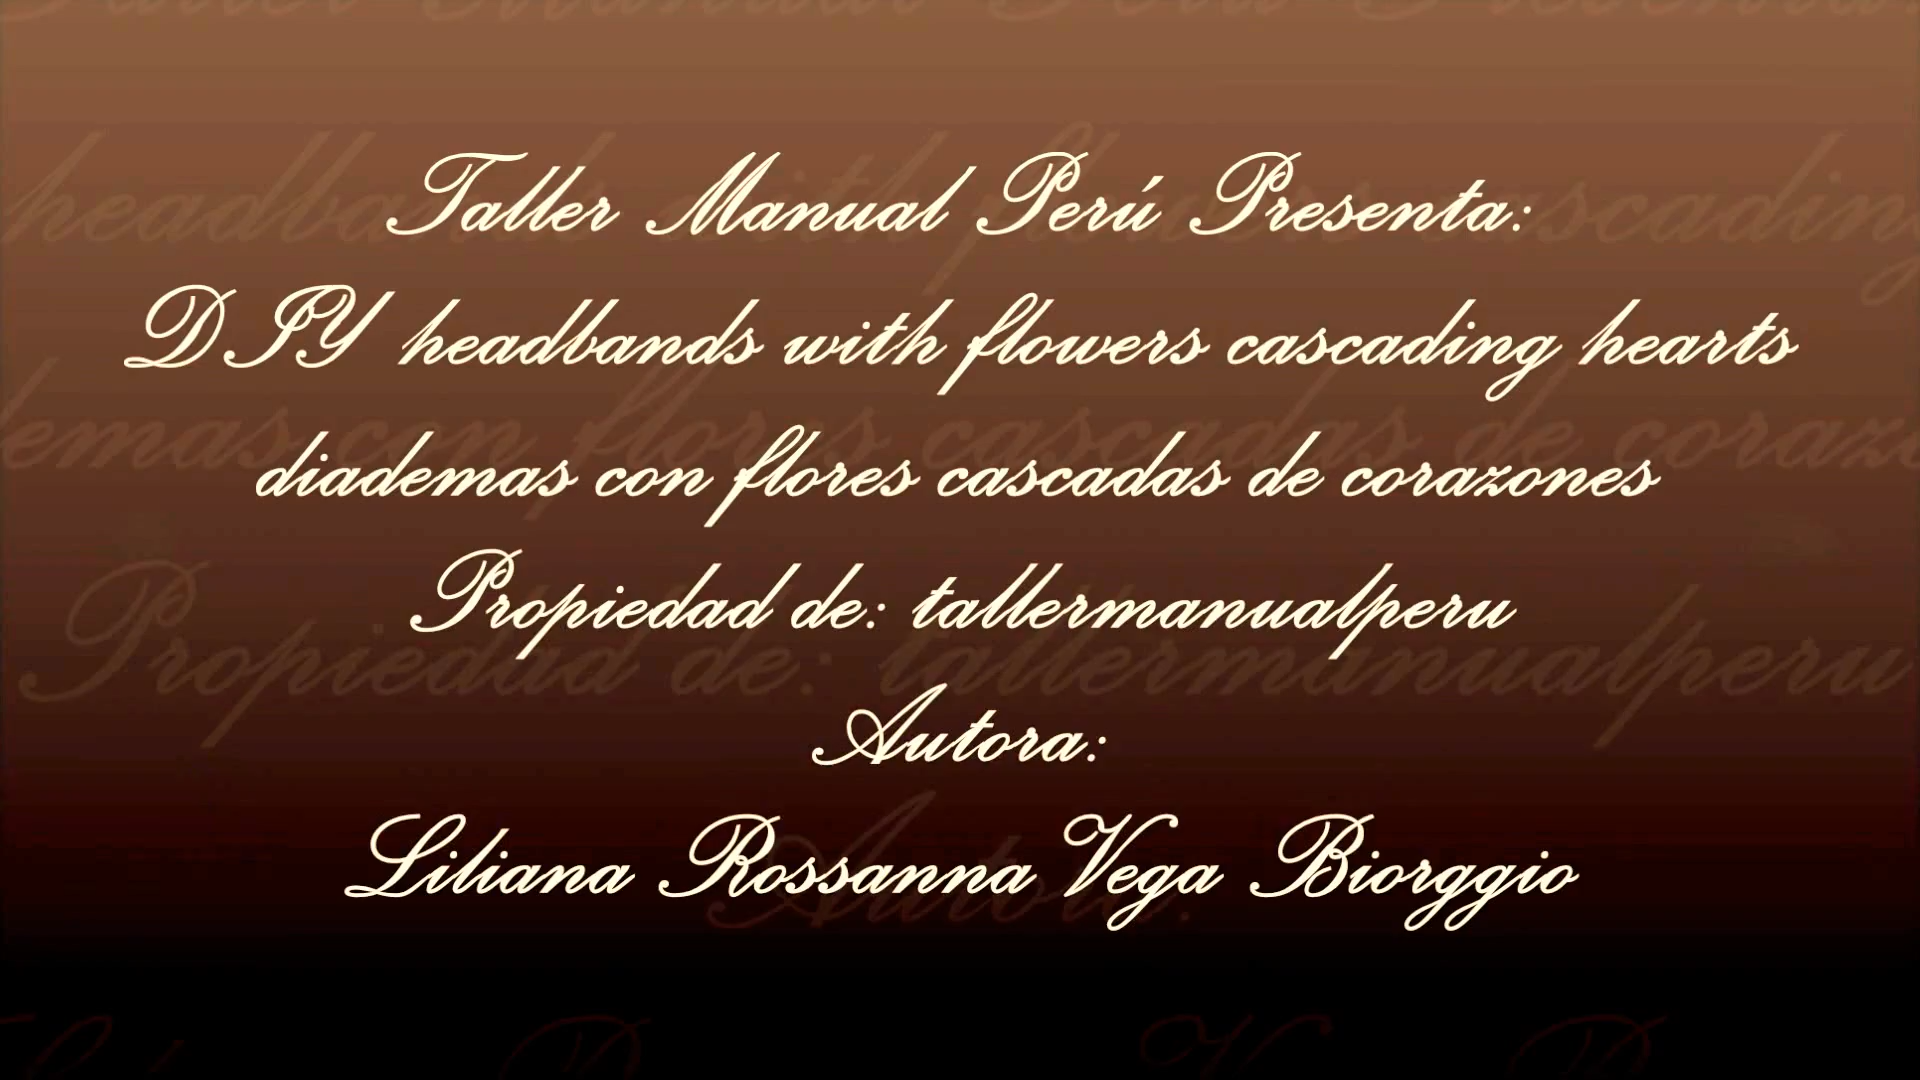 Taller Manual Perú Presenta:
DIY headbands with flowers cascading hearts
diademas con flores cascadas de corazones
Propiedad de: tallermanualperu
Autora:
Liliana Rossanna Vega Biorggio